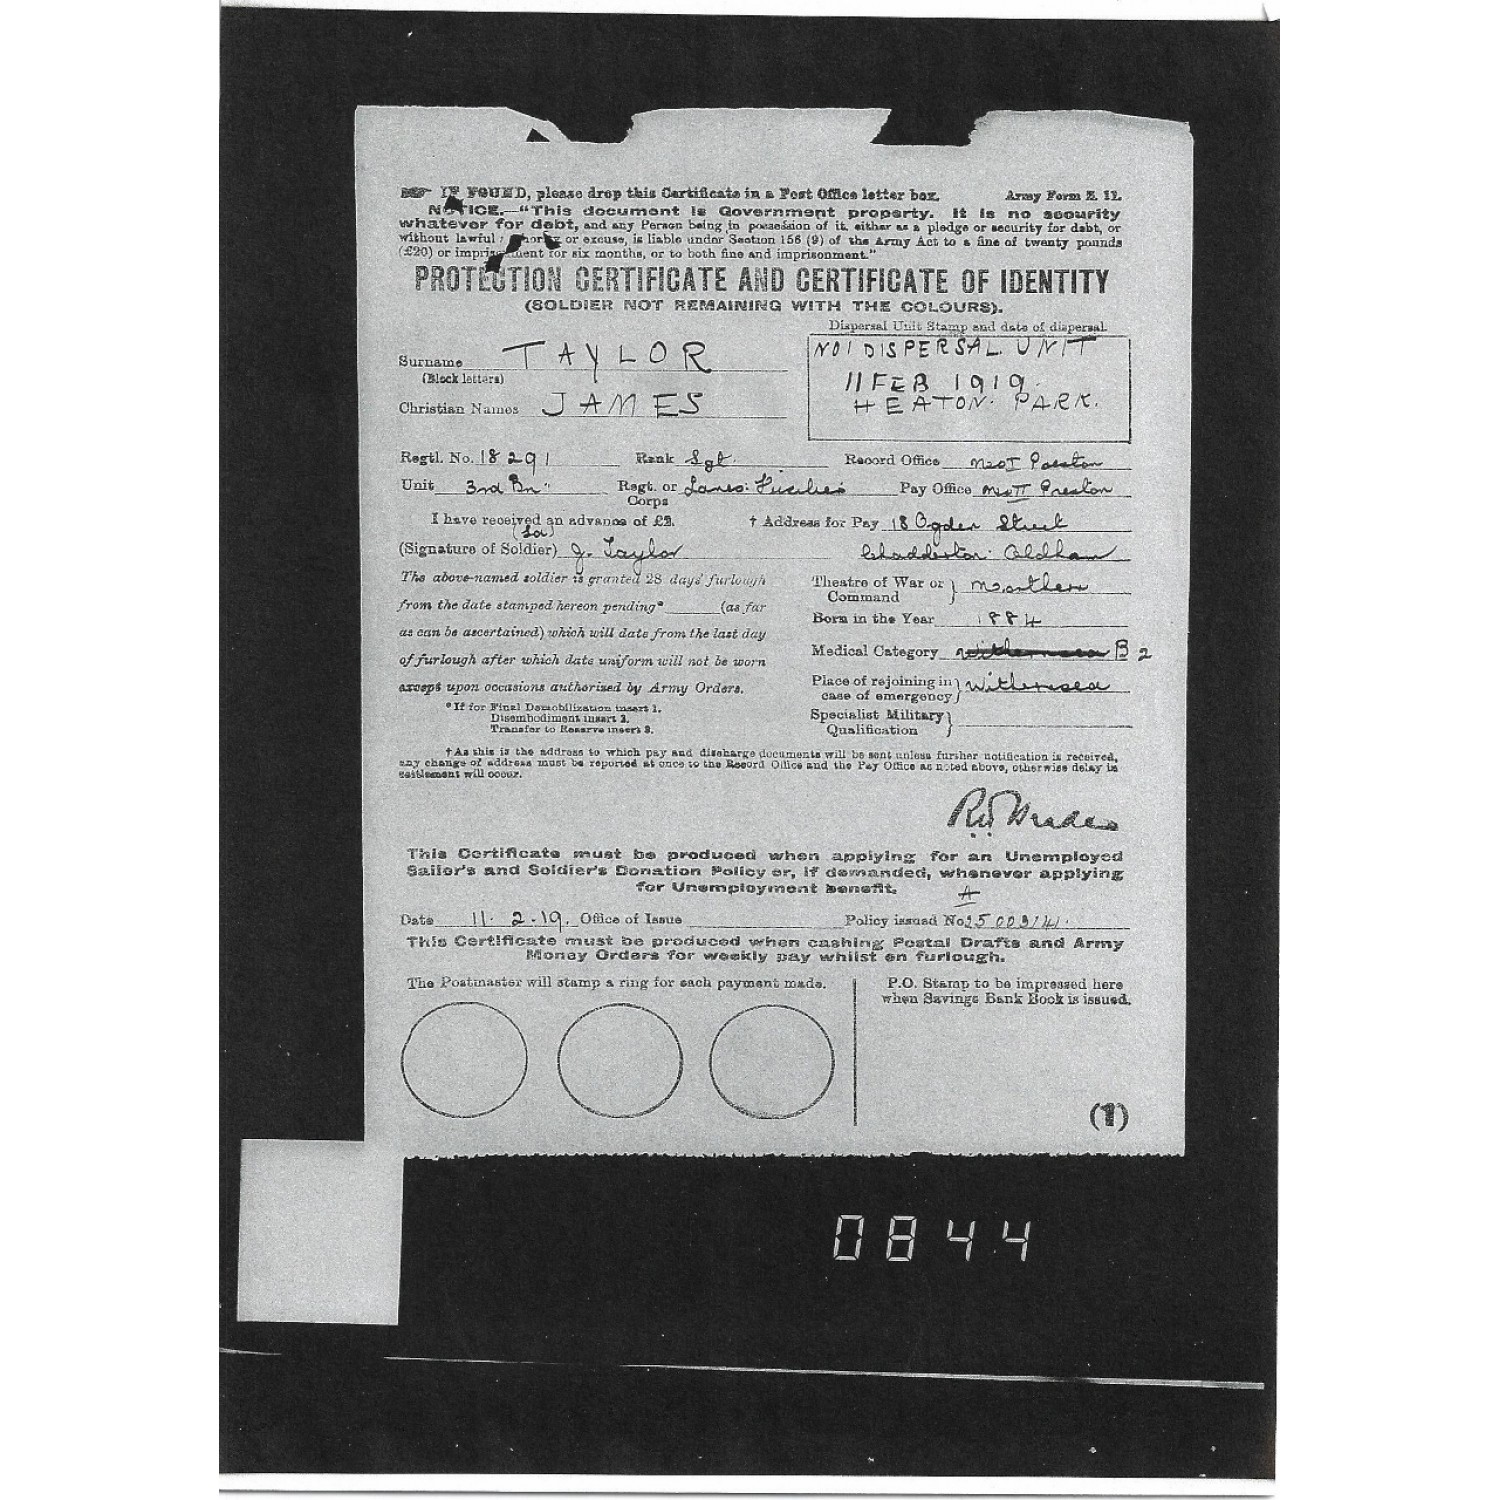 IF FOUND, please drop this Certificate in a Post Office letter box. Army Form Z. 11.
NOTICE.—"This document is Government property. It is no security
whatever for debt, and any Person being in possession of it, either as a pledge or security for debt, or
without lawful or excuse, is liable under Section 156 (9) of the Army Act to a fine of twenty pounds
(£20) or imprisonment for six months, or to both fine and imprisonment."
PROTECTION CERTIFICATE AND CERTIFICATE OF IDENTITY
(SOLDIER NOT REMAINING WITH THE COLOURS).
Dispersal Unit Stamp and date of dispersal
NO 1 DISPERSAL UNIT
11 FEB 1919.
HEATON PARK.
Surname TAYLOR
(Block letters)
Christian Names JAMES
Regtl. No. 18291 Rank Sgt. Record Office Preston
Unit 3rd Bn Regt. or Lancs: Fusiliers Pay Office Preston
Corps
I have received an advance of £2. † Address for Pay 18 Ogden Street
(Sd)
(Signature of Soldier) J. Taylor Chadderton. Oldham
The above-named soldier is granted 28 days' furlough
from the date stamped hereon pending* (as far
as can be ascertained) which will date from the last day
of furlough after which date uniform will not be worn
except upon occasions authorized by Army Orders.
*If for Final Demobilization insert 1.
Disembodiment insert 2.
Transfer to Reserve insert 3.
Theatre of War or } Northern
Command
Born in the Year 1884
Medical Category Withernsea B 2
Place of rejoining in } Withernsea
case of emergency
Specialist Military }
Qualification
†As this is the address to which pay and discharge documents will be sent unless further notification is received,
any change of address must be reported at once to the Record Office and the Pay Office as noted above, otherwise delay in
settlement will occur.
This Certificate must be produced when applying for an Unemployed
Sailor's and Soldier's Donation Policy or, if demanded, whenever applying
for Unemployment benefit.
A
Date 11. 2. 19. Office of Issue Policy issued No.
This Certificate must be produced when cashing Postal Drafts and Army
Money Orders for weekly pay whilst on furlough.
The Postmaster will stamp a ring for each payment made.
P.O. Stamp to be impressed here
when Savings Bank Book is issued.
(1)
0844